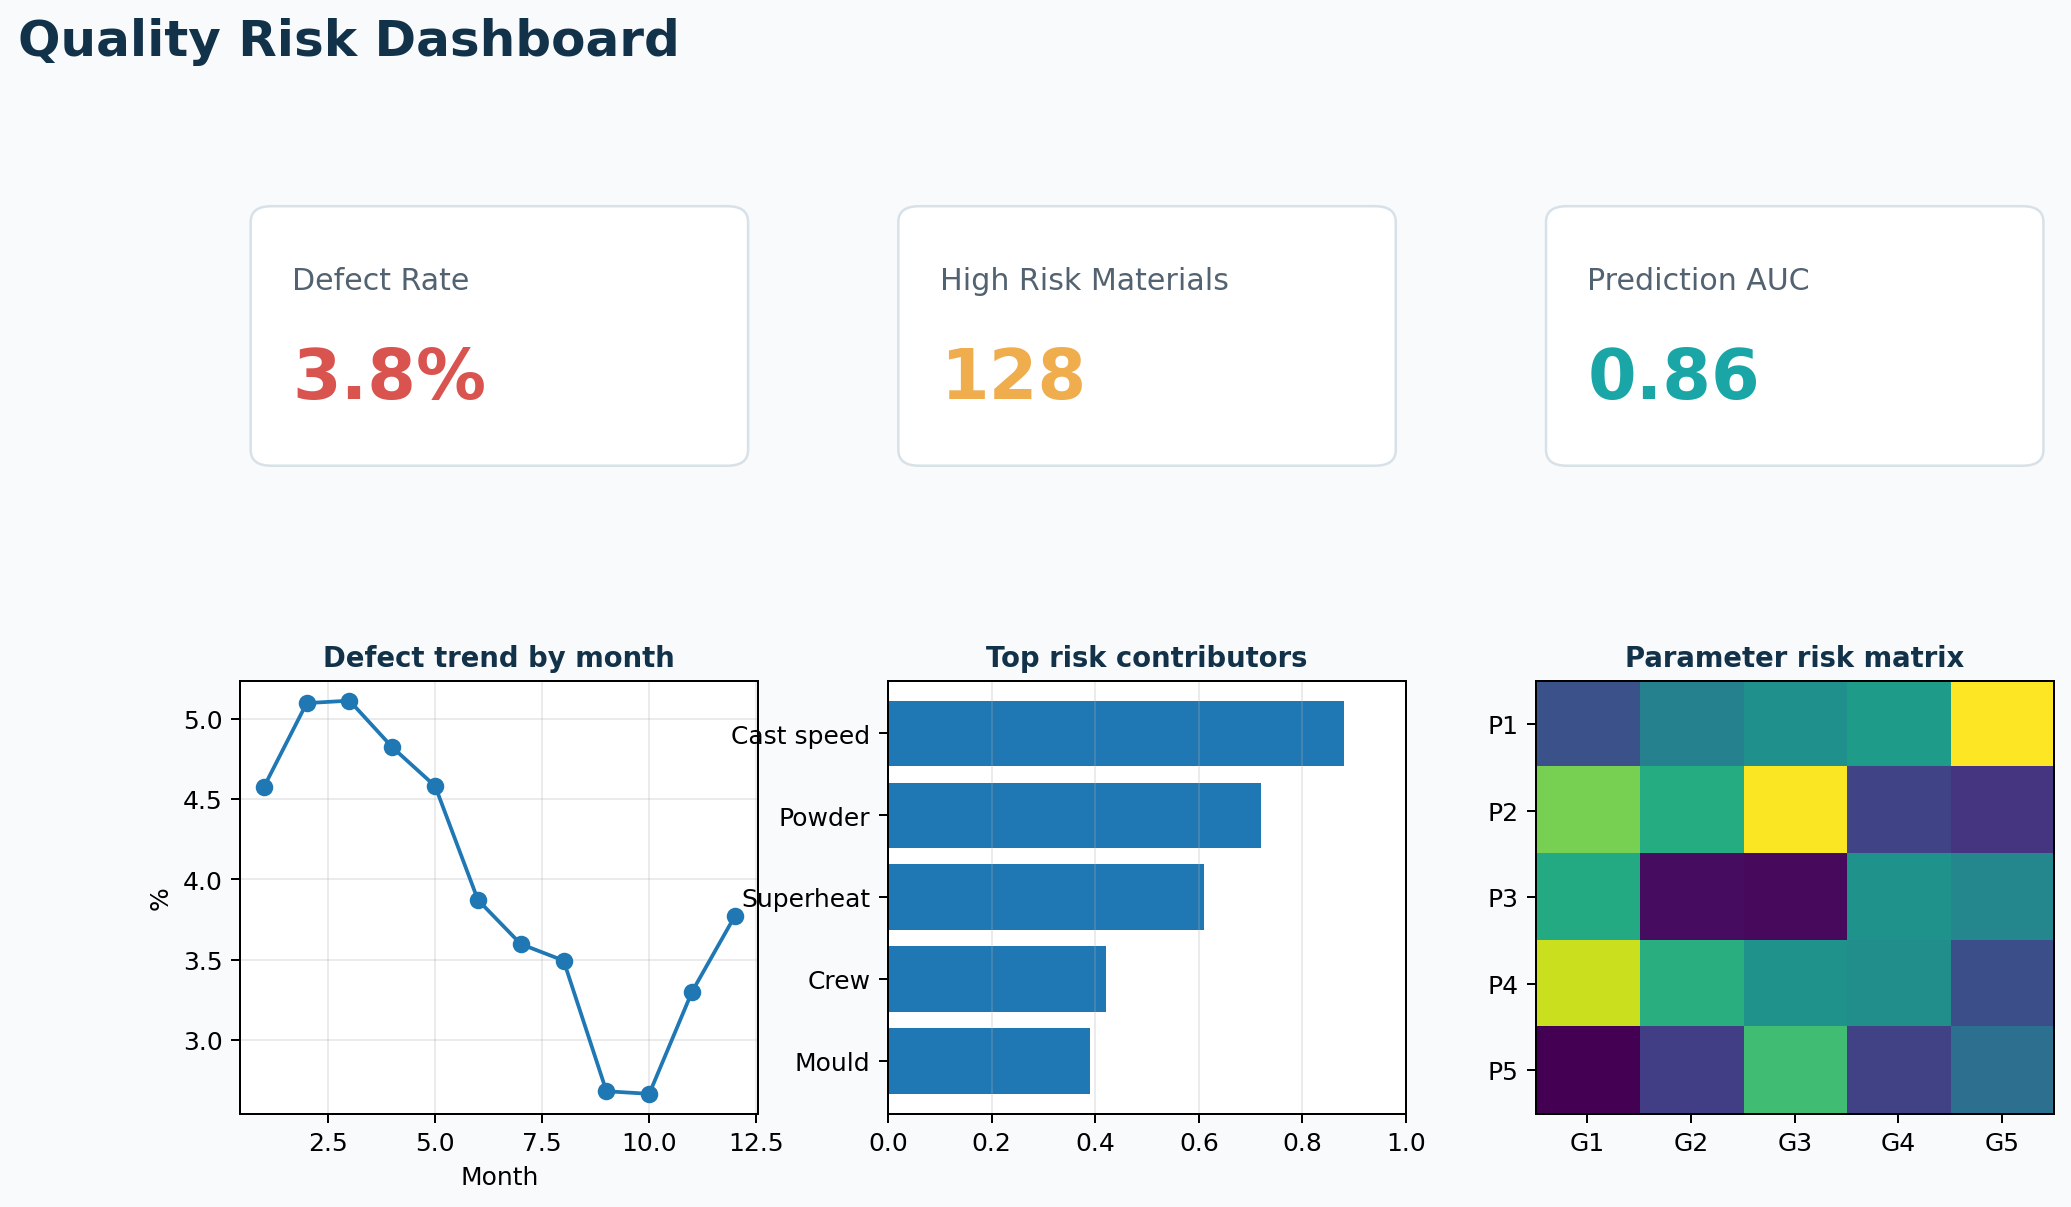 Quality Risk Dashboard
Defect Rate
3.8%
High Risk Materials
128
Prediction AUC
0.86
Defect trend by month
%
5.0
4.5
4.0
3.5
3.0
2.5 5.0 7.5 10.0 12.5
Month
Top risk contributors
Cast speed
Powder
Superheat
Crew
Mould
0.0 0.2 0.4 0.6 0.8 1.0
Parameter risk matrix
P1
P2
P3
P4
P5
G1 G2 G3 G4 G5